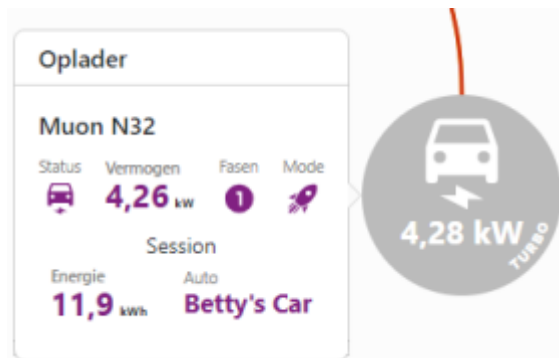 Oplader
Muon N32
Status Vermogen Fasen Mode
4,26 kW 1
Session
Energie Auto
11,9 kWh Betty's Car
4,28 kW
TURBO